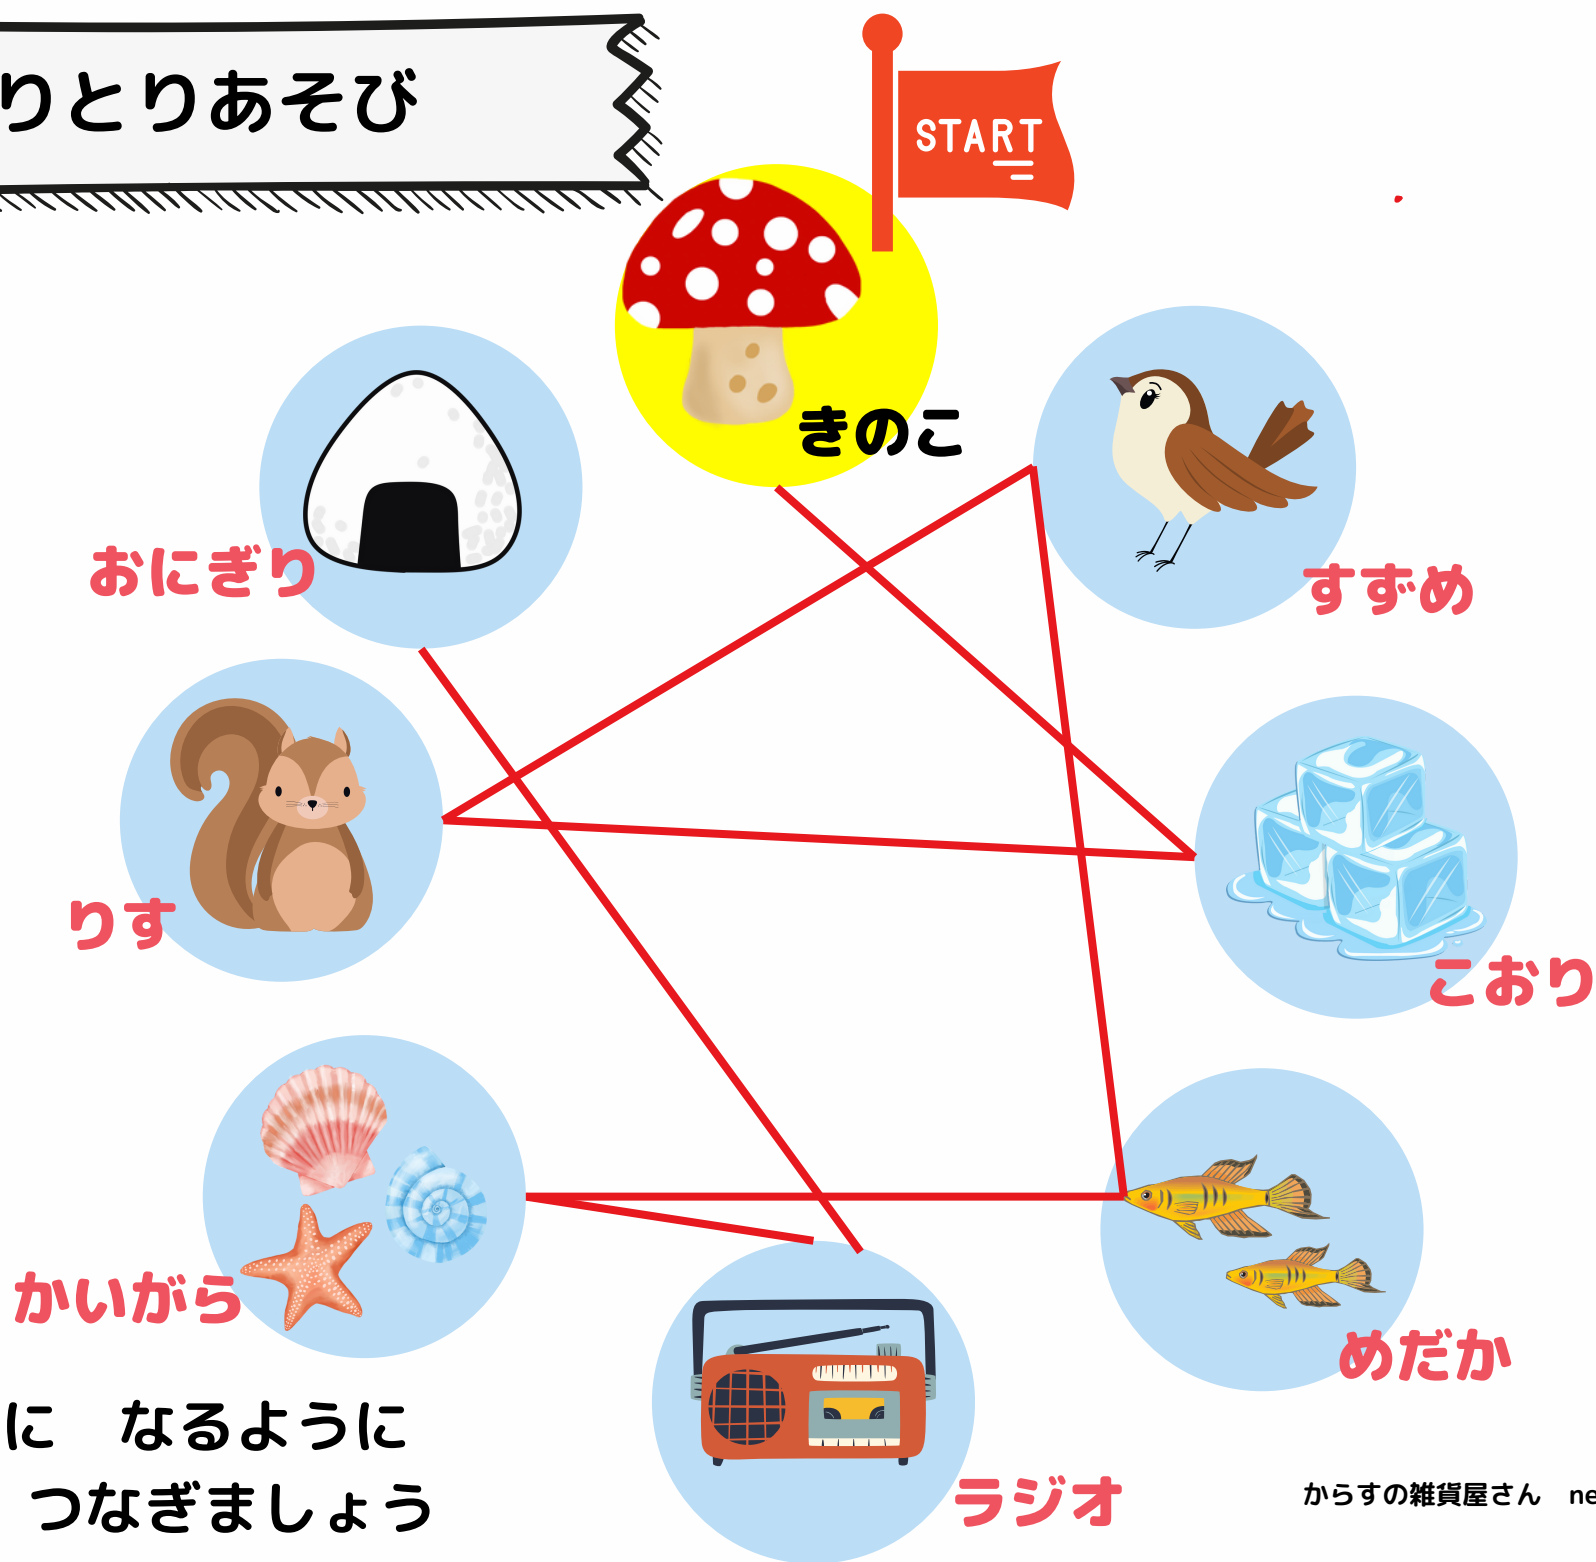 りとりあそび
START
きのこ
おにぎり
すずめ
りす
こおり
かいがら
めだか
に　なるように
つなぎましょう
ラジオ
からすの雑貨屋さん　ne